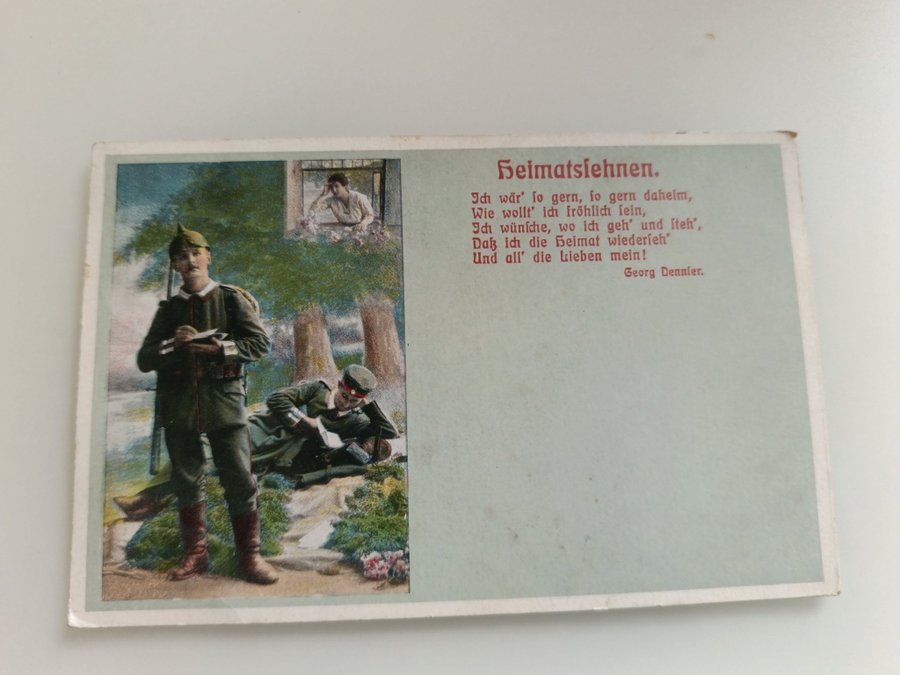 Heimatsſehnen.
Ich wär' ſo gern, ſo gern daheim,
Wie wollt' ich fröhlich ſein,
Ich wünſche, wo ich geh' und ſteh',
Daß ich die Heimat wiederſeh'
Und all' die Lieben mein!
Georg Dennler.